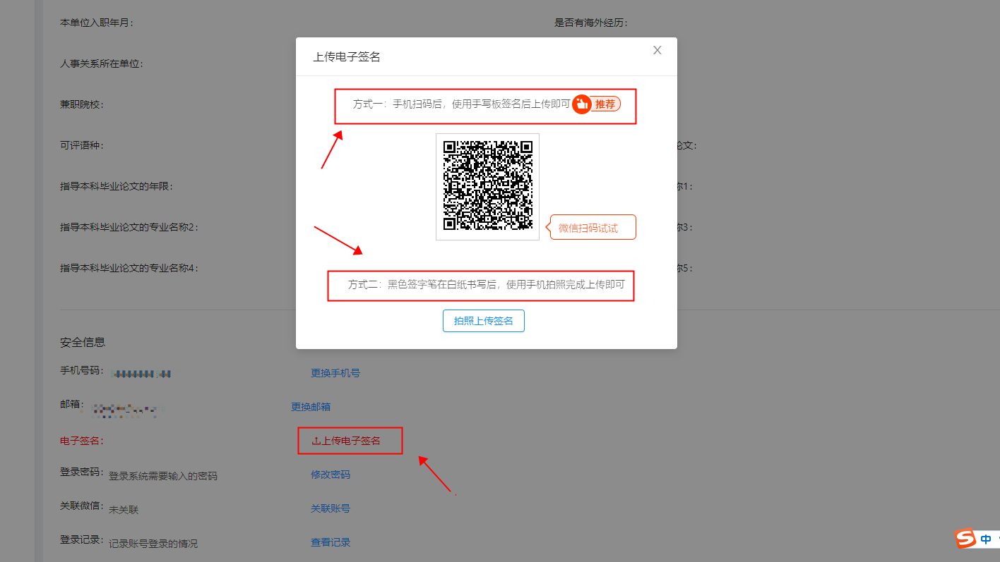 本单位入职年月:
是否有海外经历:
上传电子签名
X
人事关系所在单位:
方式一：手机扫码后，使用手写板签名后上传即可 推荐
兼职院校:
可评语种:
论文:
指导本科毕业论文的年限:
称1:
微信扫码试试
指导本科毕业论文的专业名称2:
称3:
指导本科毕业论文的专业名称4:
称5:
方式二：黑色签字笔在白纸书写后，使用手机拍照完成上传即可
拍照上传签名
安全信息
手机号码:
更换手机号
邮箱:
更换邮箱
电子签名:
上传电子签名
登录密码: 登录系统需要输入的密码
修改密码
关联微信: 未关联
关联账号
登录记录: 记录账号登录的情况
查看记录
S 中